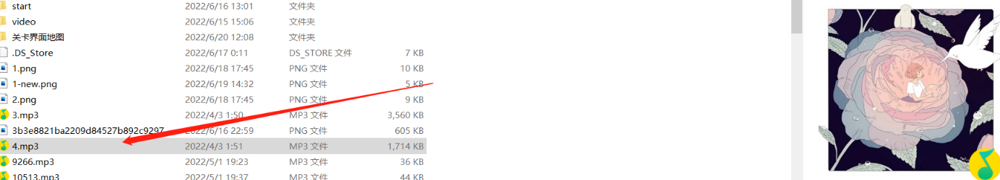 start 2022/6/16 13:01 文件夹
video 2022/6/15 15:06 文件夹
关卡界面地图 2022/6/20 12:08 文件夹
.DS_Store 2022/6/17 0:11 DS_STORE 文件 7 KB
1.png 2022/6/18 17:45 PNG 文件 10 KB
1-new.png 2022/6/19 14:32 PNG 文件 5 KB
2.png 2022/6/18 17:45 PNG 文件 9 KB
3.mp3 2022/4/3 1:50 MP3 文件 3,560 KB
3b3e8821ba2209d84527b892c9297... 2022/6/16 22:59 PNG 文件 605 KB
4.mp3 2022/4/3 1:51 MP3 文件 1,714 KB
9266.mp3 2022/5/1 19:23 MP3 文件 36 KB
10513.mp3 2022/5/1 19:37 MP3 文件 44 KB